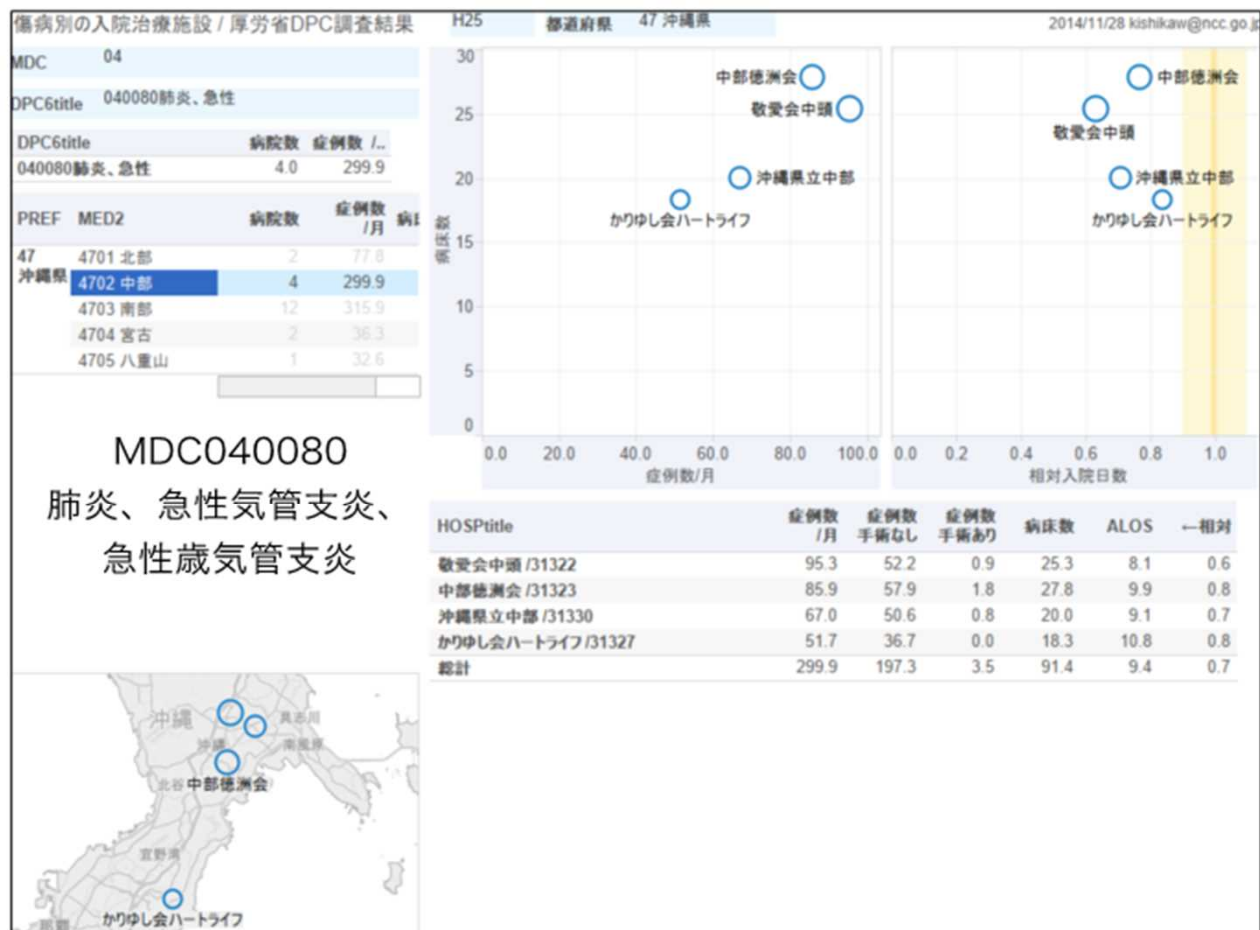 傷病別の入院治療施設 / 厚労省DPC調査結果 H25 都道府県 47 沖縄県 2014/11/28 kishikaw@ncc.go.jp
MDC 04
DPC6title 040080肺炎、急性
DPC6title 病院数 症例数 /..
040080肺炎、急性 4.0 299.9
PREF MED2 病院数 症例数/月
47 沖縄県
4701 北部 2 77.8
4702 中部 4 299.9
4703 南部 12 315.9
4704 宮古 2 36.3
4705 八重山 1 32.6
MDC040080
肺炎、急性気管支炎、
急性歳気管支炎
病床数
30
25
20
15
10
5
0
中部徳洲会
敬愛会中頭
沖縄県立中部
かりゆし会ハートライフ
0.0 20.0 40.0 60.0 80.0 100.0
症例数/月
中部徳洲会
敬愛会中頭
沖縄県立中部
かりゆし会ハートライフ
0.0 0.2 0.4 0.6 0.8 1.0
相対入院日数
HOSPtitle 症例数/月 症例数手術なし 症例数手術あり 病床数 ALOS ←相対
敬愛会中頭 /31322 95.3 52.2 0.9 25.3 8.1 0.6
中部徳洲会 /31323 85.9 57.9 1.8 27.8 9.9 0.8
沖縄県立中部 /31330 67.0 50.6 0.8 20.0 9.1 0.7
かりゆし会ハートライフ /31327 51.7 36.7 0.0 18.3 10.8 0.8
総計 299.9 197.3 3.5 91.4 9.4 0.7
沖縄
具志川
沖縄
南風原
北谷
中部徳洲会
宜野湾
かりゆし会ハートライフ
那覇